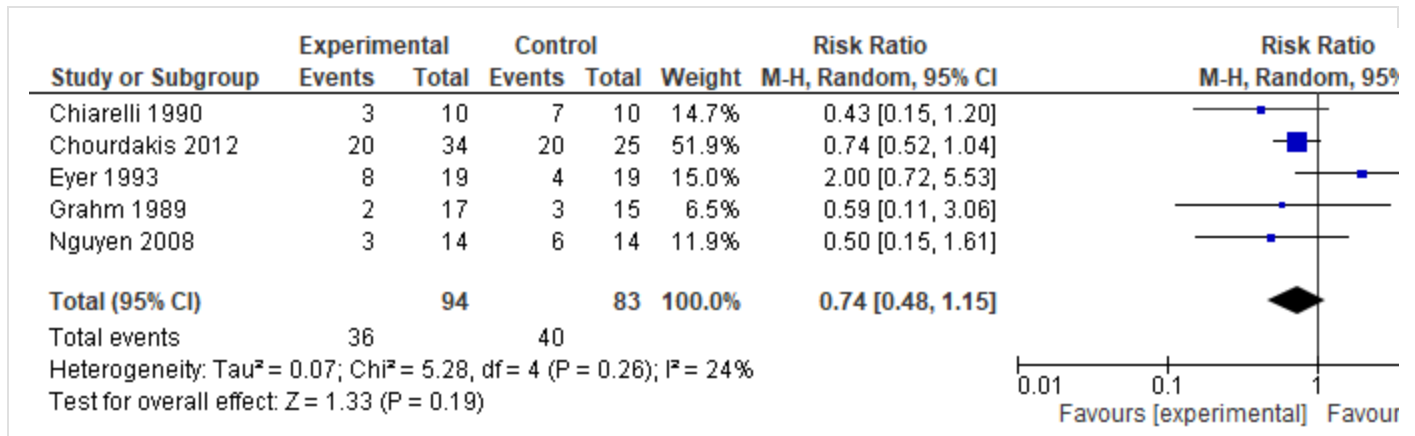 Experimental Control Risk Ratio Risk Ratio
Study or Subgroup Events Total Events Total Weight M-H, Random, 95% CI M-H, Random, 95%
Chiarelli 1990 3 10 7 10 14.7% 0.43 [0.15, 1.20]
Chourdakis 2012 20 34 20 25 51.9% 0.74 [0.52, 1.04]
Eyer 1993 8 19 4 19 15.0% 2.00 [0.72, 5.53]
Grahm 1989 2 17 3 15 6.5% 0.59 [0.11, 3.06]
Nguyen 2008 3 14 6 14 11.9% 0.50 [0.15, 1.61]
Total (95% CI) 94 83 100.0% 0.74 [0.48, 1.15]
Total events 36 40
Heterogeneity: Tau² = 0.07; Chi² = 5.28, df = 4 (P = 0.26); I² = 24%
Test for overall effect: Z = 1.33 (P = 0.19)
0.01 0.1 1
Favours [experimental] Favour